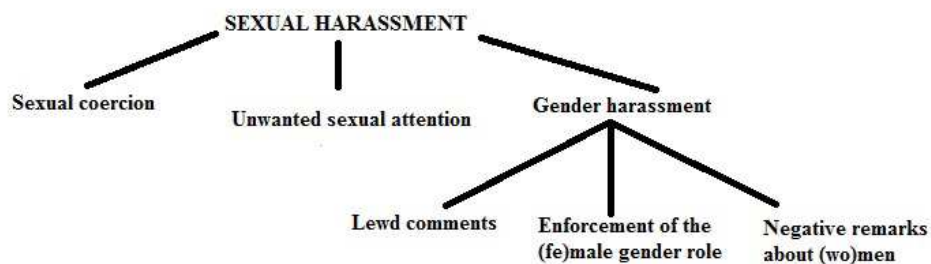 SEXUAL HARASSMENT
Sexual coercion
Unwanted sexual attention
Gender harassment
Lewd comments
Enforcement of the
(fe)male gender role
Negative remarks
about (wo)men